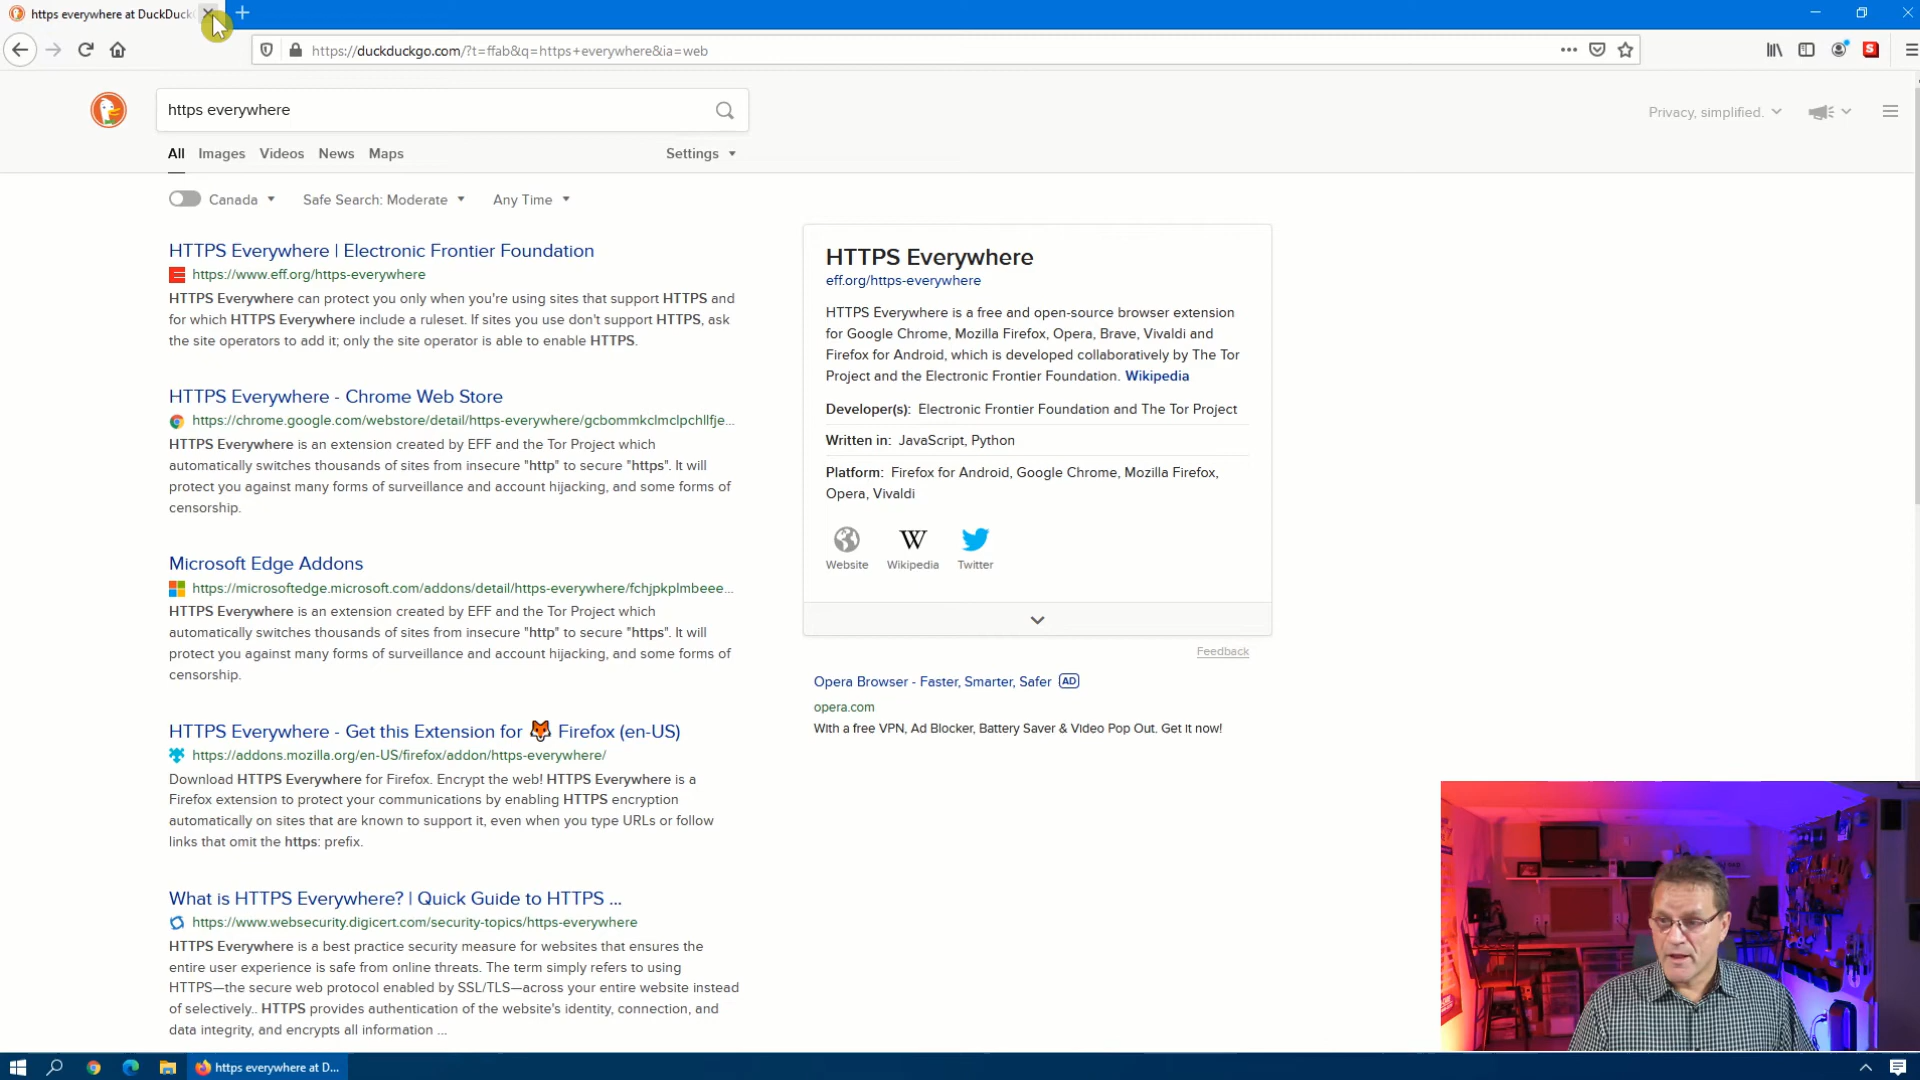 https everywhere at DuckDuck
https://duckduckgo.com/?t=ffab&q=https+everywhere&ia=web
https everywhere
Privacy, simplified.
All Images Videos News Maps Settings
Canada Safe Search: Moderate Any Time
HTTPS Everywhere | Electronic Frontier Foundation
https://www.eff.org/https-everywhere
HTTPS Everywhere can protect you only when you're using sites that support HTTPS and
for which HTTPS Everywhere include a ruleset. If sites you use don't support HTTPS, ask
the site operators to add it; only the site operator is able to enable HTTPS.
HTTPS Everywhere - Chrome Web Store
https://chrome.google.com/webstore/detail/https-everywhere/gcbommkclmclpchllfje...
HTTPS Everywhere is an extension created by EFF and the Tor Project which
automatically switches thousands of sites from insecure "http" to secure "https". It will
protect you against many forms of surveillance and account hijacking, and some forms of
censorship.
Microsoft Edge Addons
https://microsoftedge.microsoft.com/addons/detail/https-everywhere/fchjpkplmbeee...
HTTPS Everywhere is an extension created by EFF and the Tor Project which
automatically switches thousands of sites from insecure "http" to secure "https". It will
protect you against many forms of surveillance and account hijacking, and some forms of
censorship.
HTTPS Everywhere - Get this Extension for Firefox (en-US)
https://addons.mozilla.org/en-US/firefox/addon/https-everywhere/
Download HTTPS Everywhere for Firefox. Encrypt the web! HTTPS Everywhere is a
Firefox extension to protect your communications by enabling HTTPS encryption
automatically on sites that are known to support it, even when you type URLs or follow
links that omit the https: prefix.
What is HTTPS Everywhere? | Quick Guide to HTTPS ...
https://www.websecurity.digicert.com/security-topics/https-everywhere
HTTPS Everywhere is a best practice security measure for websites that ensures the
entire user experience is safe from online threats. The term simply refers to using
HTTPS—the secure web protocol enabled by SSL/TLS—across your entire website instead
of selectively.. HTTPS provides authentication of the website's identity, connection, and
data integrity, and encrypts all information ...
HTTPS Everywhere
eff.org/https-everywhere
HTTPS Everywhere is a free and open-source browser extension
for Google Chrome, Mozilla Firefox, Opera, Brave, Vivaldi and
Firefox for Android, which is developed collaboratively by The Tor
Project and the Electronic Frontier Foundation. Wikipedia
Developer(s): Electronic Frontier Foundation and The Tor Project
Written in: JavaScript, Python
Platform: Firefox for Android, Google Chrome, Mozilla Firefox,
Opera, Vivaldi
W
Website Wikipedia Twitter
Feedback
Opera Browser - Faster, Smarter, Safer AD
opera.com
With a free VPN, Ad Blocker, Battery Saver & Video Pop Out. Get it now!
https everywhere at D...